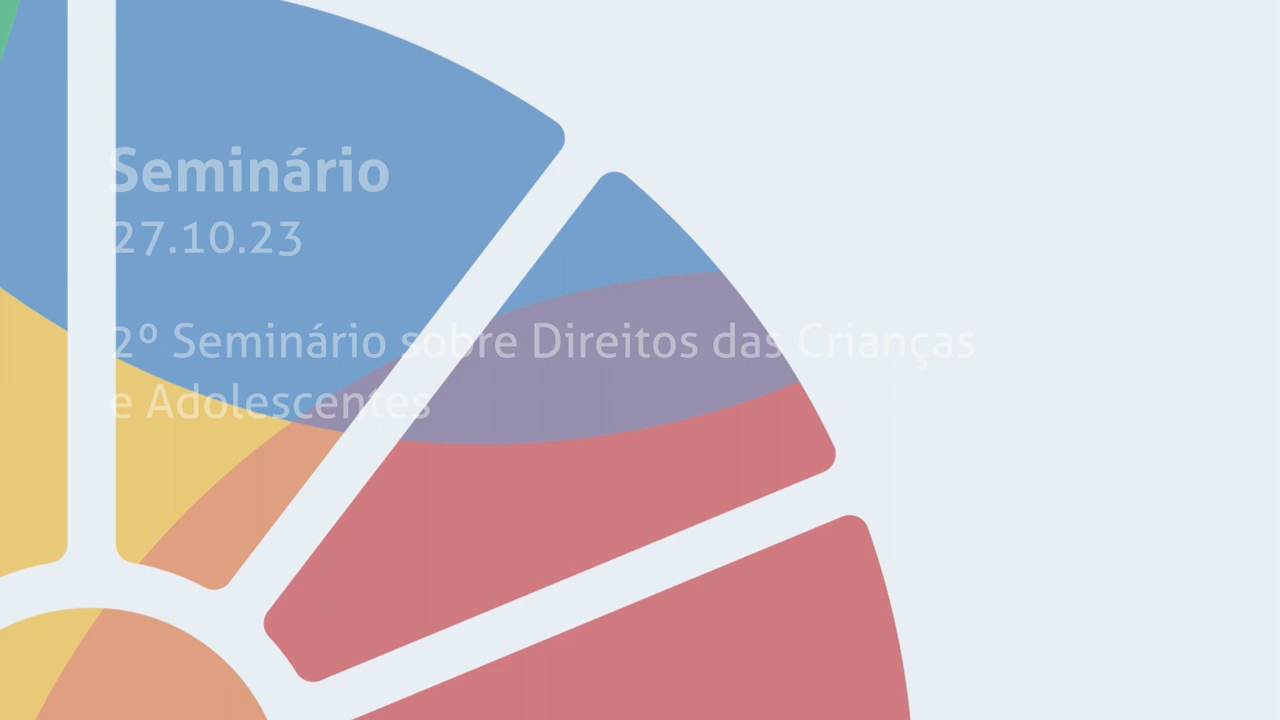 Seminário
27.10.23
2º Seminário sobre Direitos das Crianças
e Adolescentes